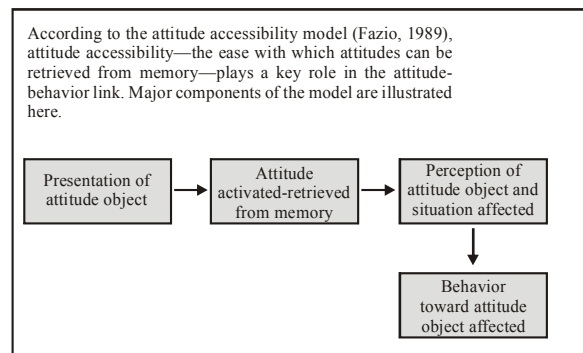 According to the attitude accessibility model (Fazio, 1989),
attitude accessibility—the ease with which attitudes can be
retrieved from memory—plays a key role in the attitude-
behavior link. Major components of the model are illustrated
here.
Presentation of
attitude object
Attitude
activated-retrieved
from memory
Perception of
attitude object and
situation affected
Behavior
toward attitude
object affected